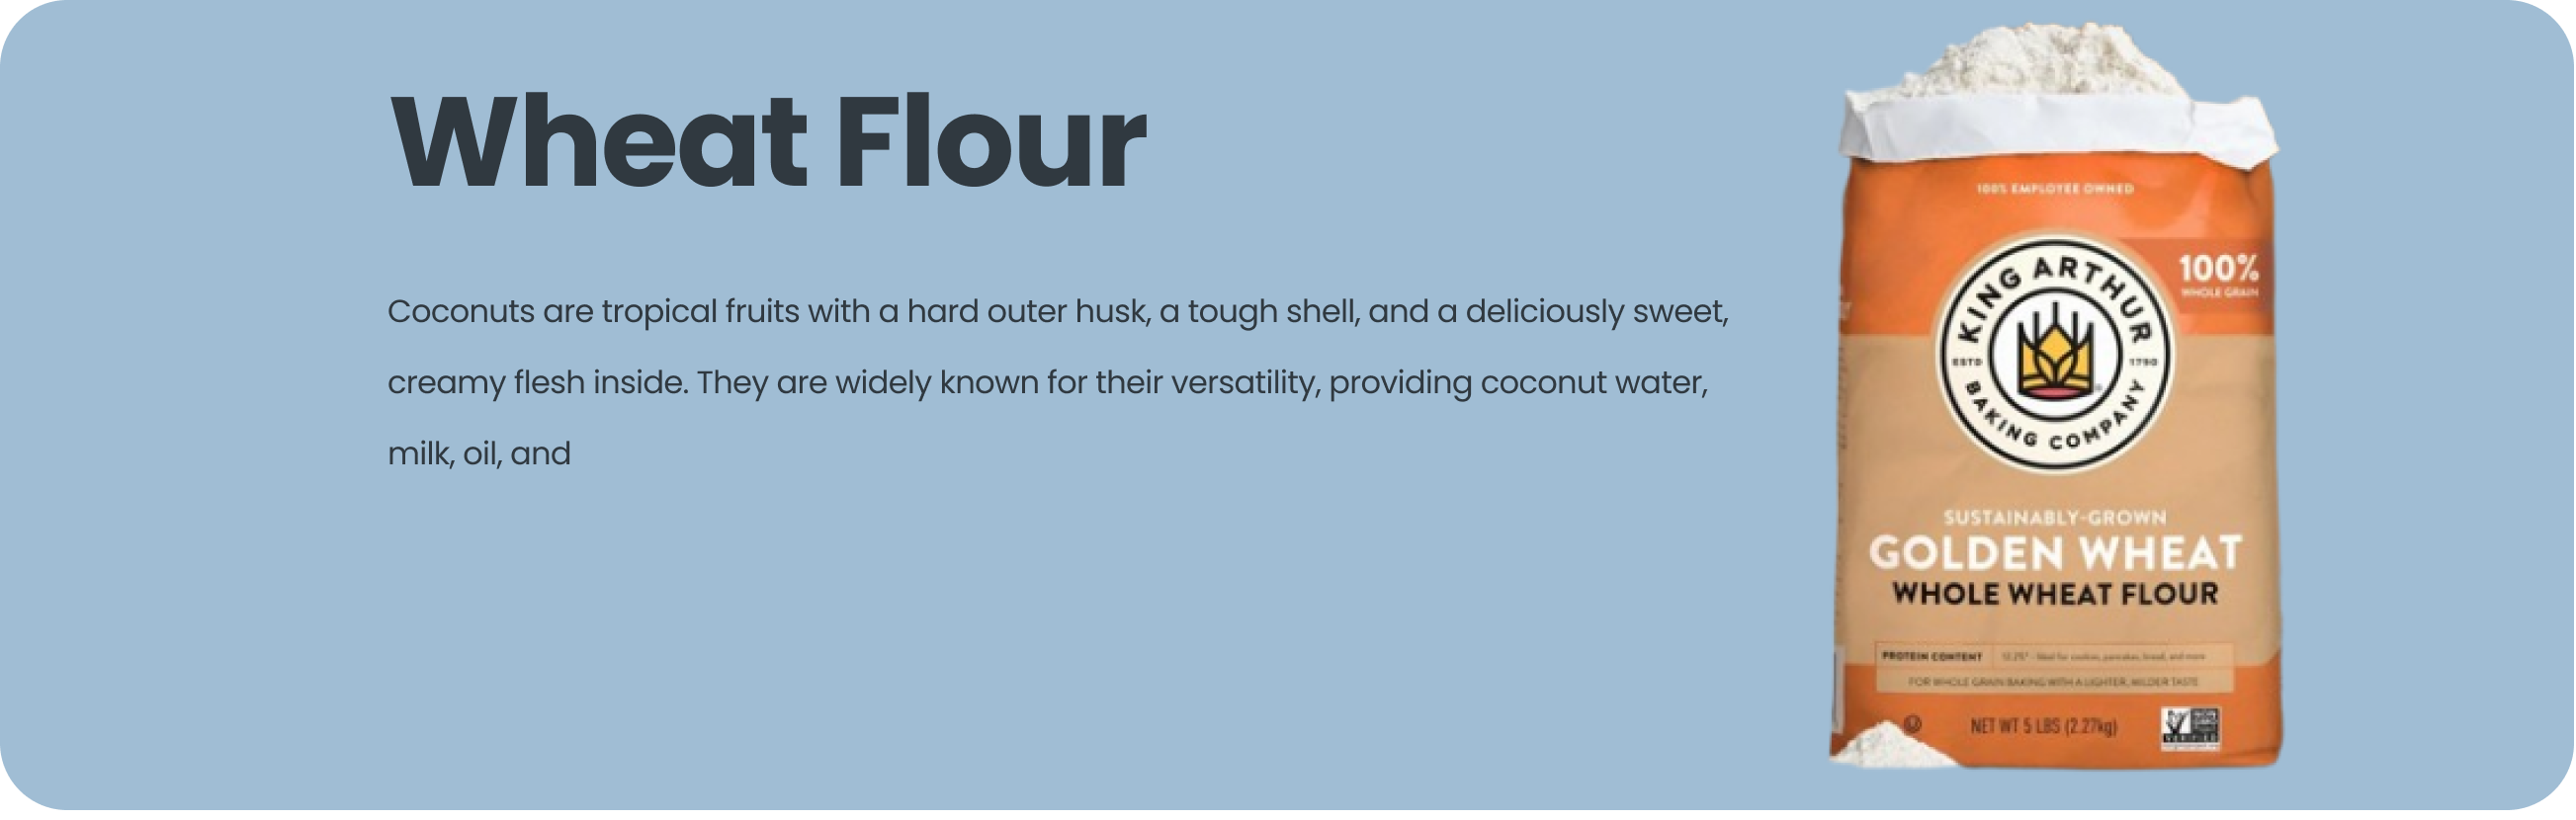 Wheat Flour
Coconuts are tropical fruits with a hard outer husk, a tough shell, and a deliciously sweet,
creamy flesh inside. They are widely known for their versatility, providing coconut water,
milk, oil, and
100% EMPLOYEE OWNED
100%
WHOLE GRAIN
KING ARTHUR
ESTD 1790
BAKING COMPANY
SUSTAINABLY-GROWN
GOLDEN WHEAT
WHOLE WHEAT FLOUR
PROTEIN CONTENT
FOR WHOLE GRAIN BAKING WITH A LIGHTER, MILDER TASTE
NET WT 5 LBS (2.27kg)
VERIFIED